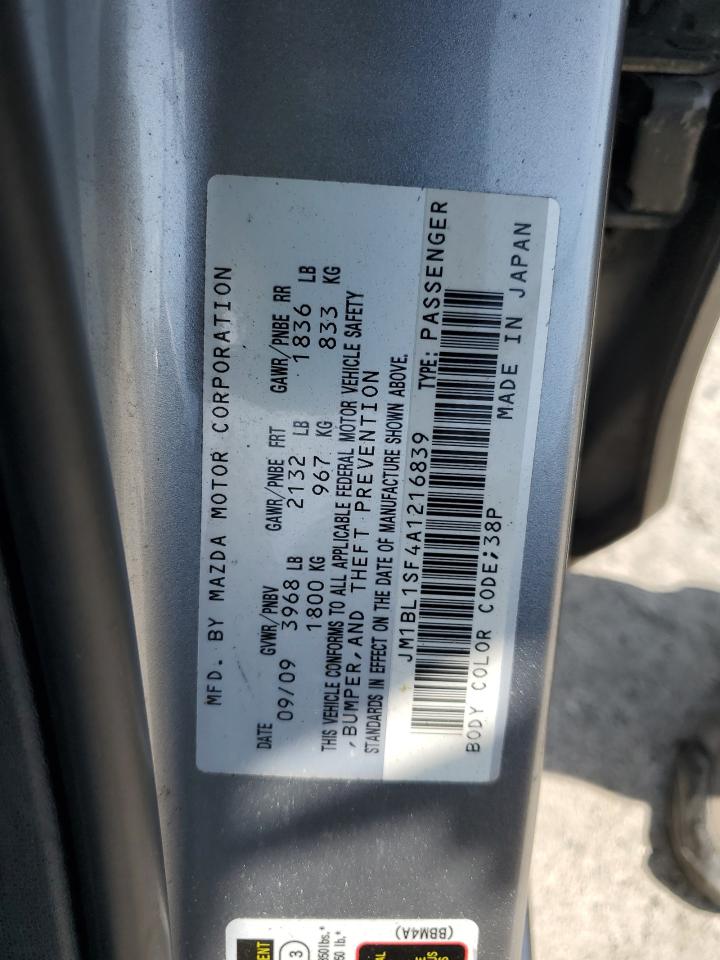 MFD. BY MAZDA MOTOR CORPORATION
DATE GVWR/PNBV GAWR/PNBE FRT GAWR/PNBE RR
09/09 3968 LB 2132 LB 1836 LB
1800 KG 967 KG 833 KG
THIS VEHICLE CONFORMS TO ALL APPLICABLE FEDERAL MOTOR VEHICLE SAFETY
,BUMPER,AND THEFT PREVENTION
STANDARDS IN EFFECT ON THE DATE OF MANUFACTURE SHOWN ABOVE.
JM1BL1SF4A1216839 TYPE: PASSENGER
BODY COLOR CODE;38P MADE IN JAPAN
(BBM4A)
3